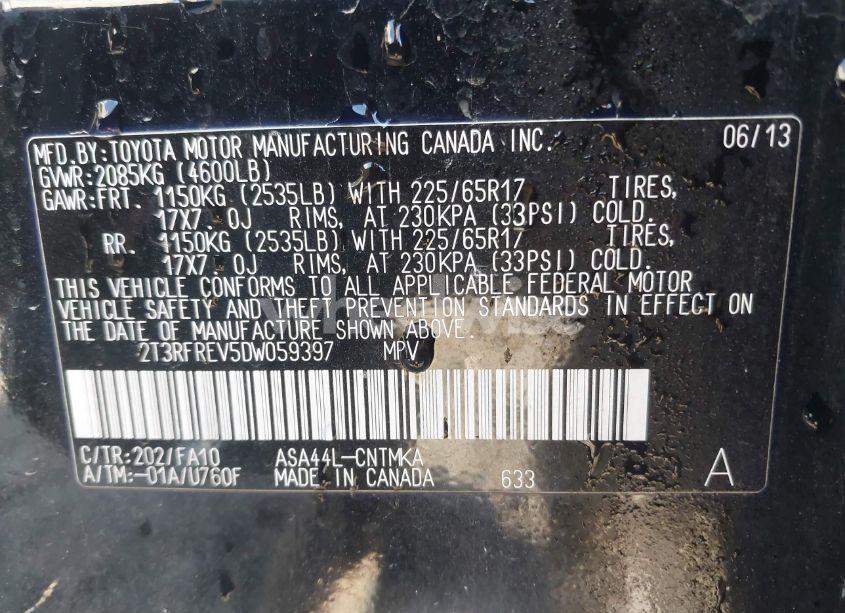 MFD.BY:TOYOTA MOTOR MANUFACTURING CANADA INC. 06/13
GVWR:2085KG (4600LB)
GAWR:FRT. 1150KG (2535LB) WITH 225/65R17 TIRES,
17X7.0J RIMS, AT 230KPA (33PSI) COLD.
RR. 1150KG (2535LB) WITH 225/65R17 TIRES,
17X7.0J RIMS, AT 230KPA (33PSI) COLD.
THIS VEHICLE CONFORMS TO ALL APPLICABLE FEDERAL MOTOR
VEHICLE SAFETY AND THEFT PREVENTION STANDARDS IN EFFECT ON
THE DATE OF MANUFACTURE SHOWN ABOVE.
2T3RFREV5DW059397 MPV
C/TR:202/FA10 ASA44L-CNTMKA
A/TM:-01A/U760F MADE IN CANADA 633 A